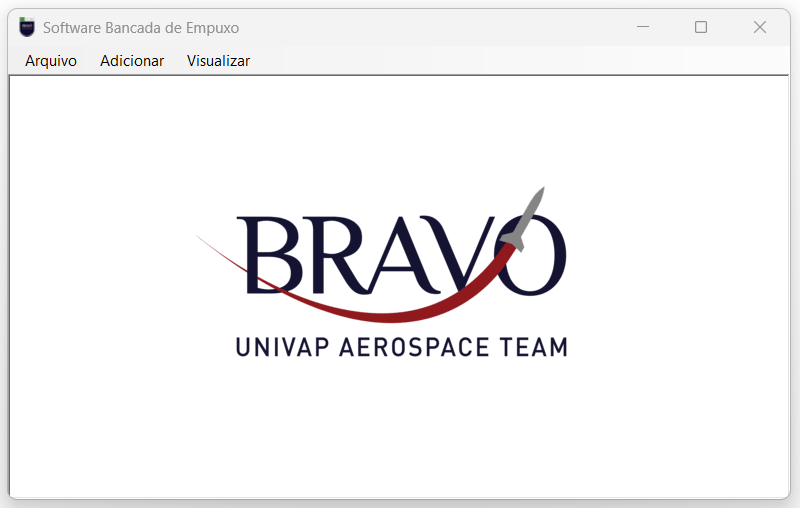 Software Bancada de Empuxo
Arquivo Adicionar Visualizar
BRAVO
UNIVAP AEROSPACE TEAM